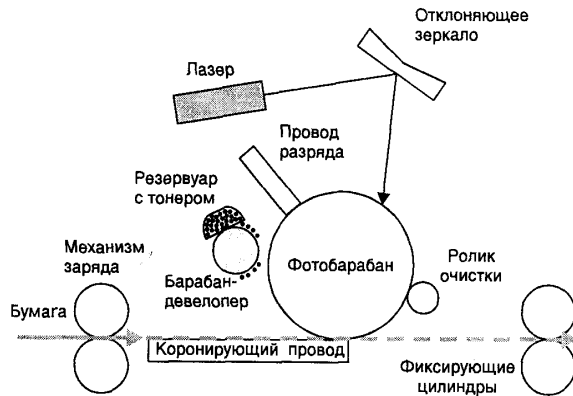 Отклоняющее
зеркало
Лазер
Провод
разряда
Резервуар
с тонером
Механизм
заряда
Фотобарабан
Ролик
очистки
Барабан-
девелопер
Бумага
Коронирующий провод
Фиксирующие
цилиндры